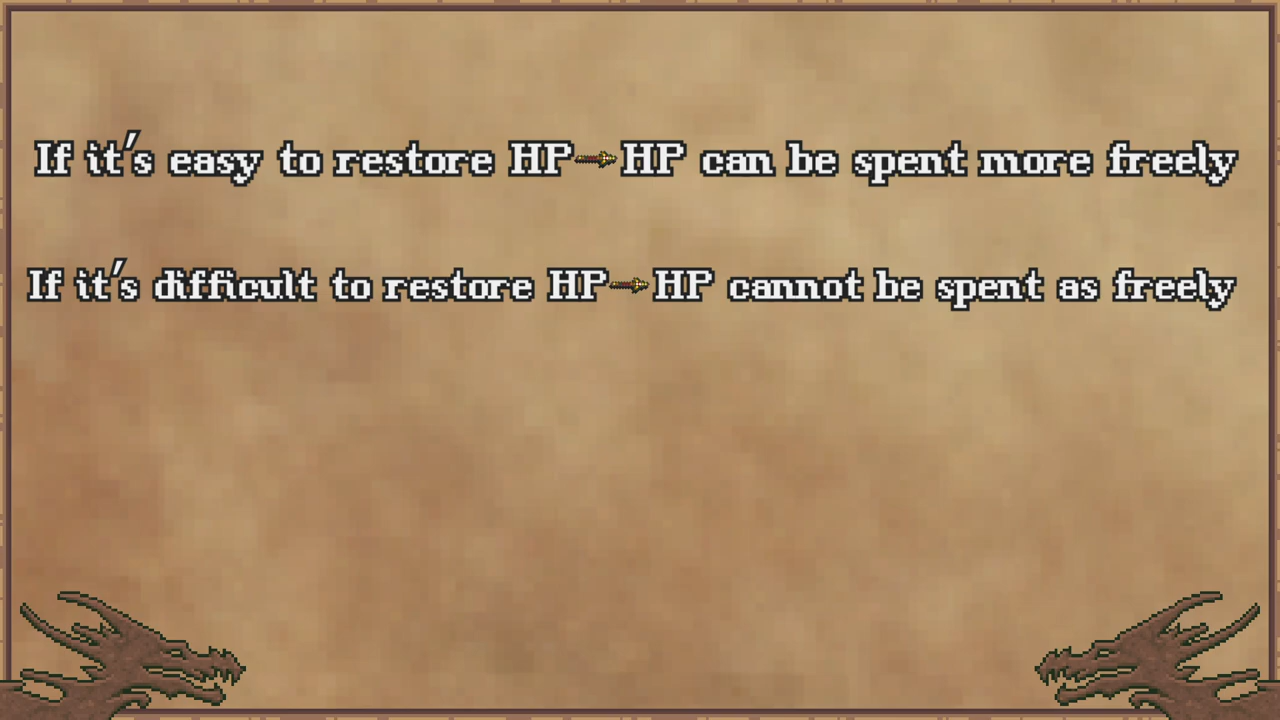 If it's easy to restore HP→HP can be spent more freely
If it's difficult to restore HP→HP cannot be spent as freely